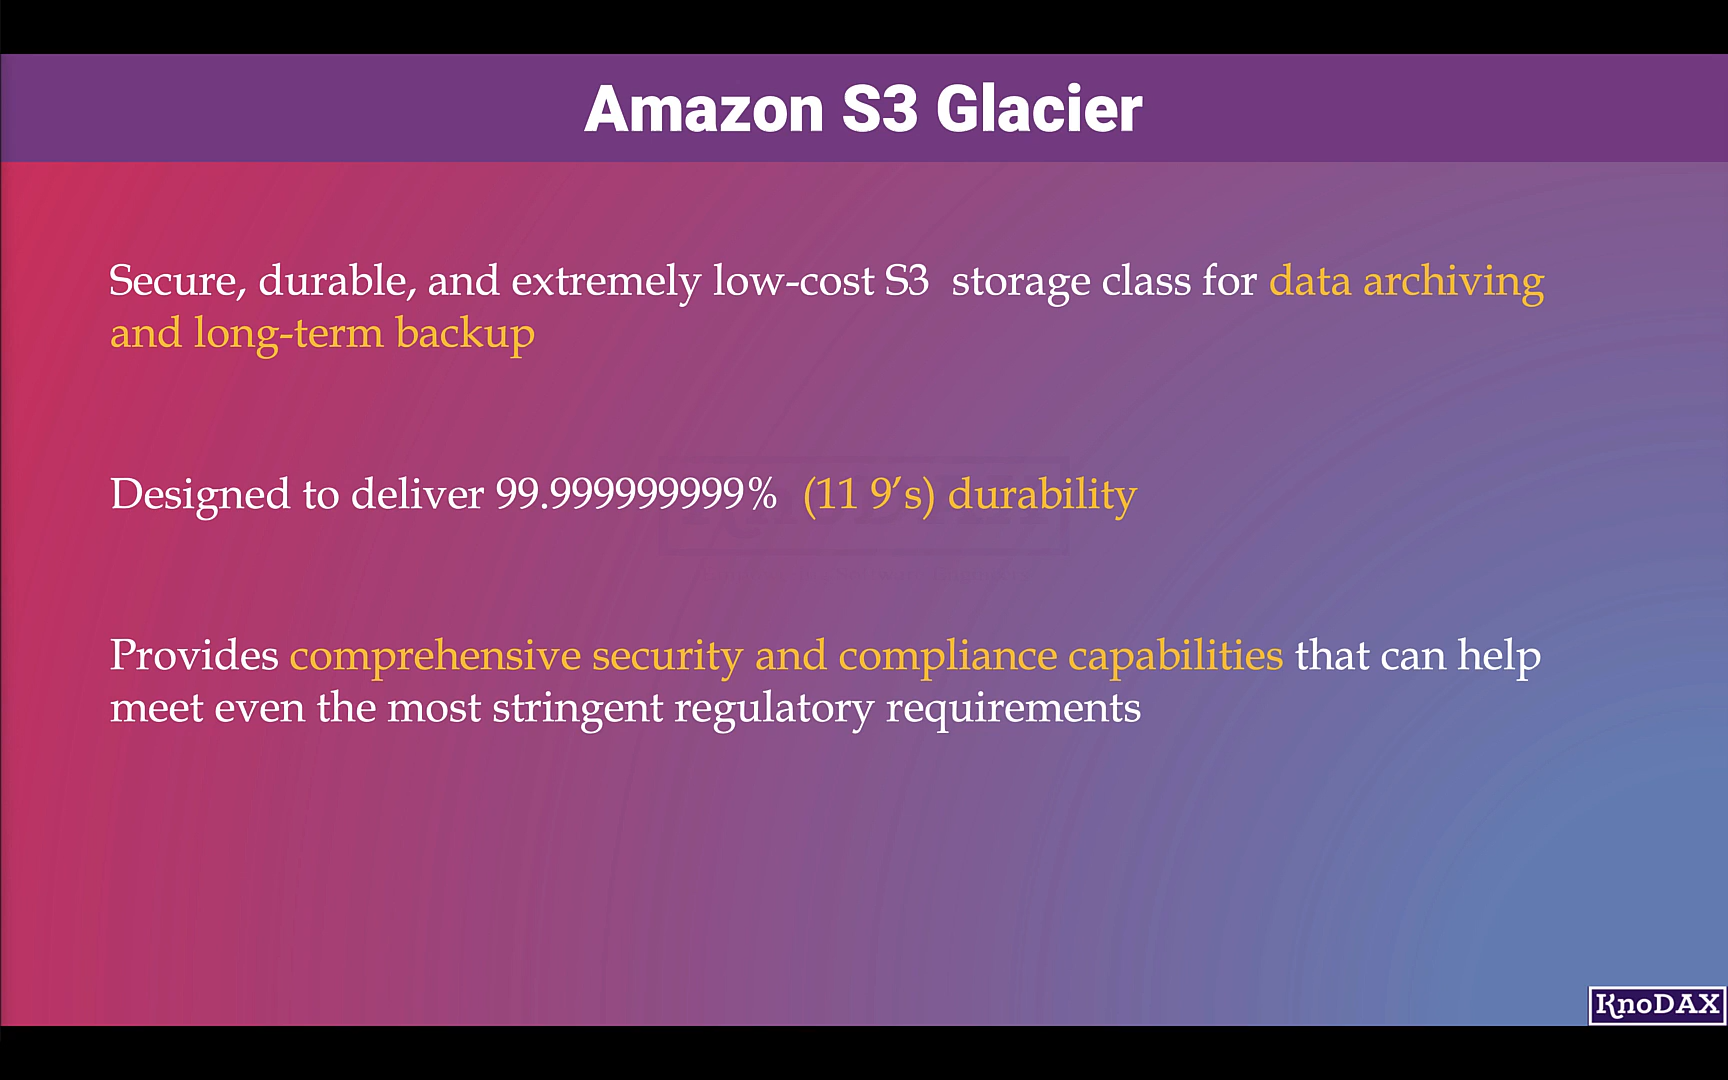 Amazon S3 Glacier
Secure, durable, and extremely low-cost S3  storage class for data archiving
and long-term backup
Designed to deliver 99.999999999%  (11 9’s) durability
Provides comprehensive security and compliance capabilities that can help
meet even the most stringent regulatory requirements
KnoDAX